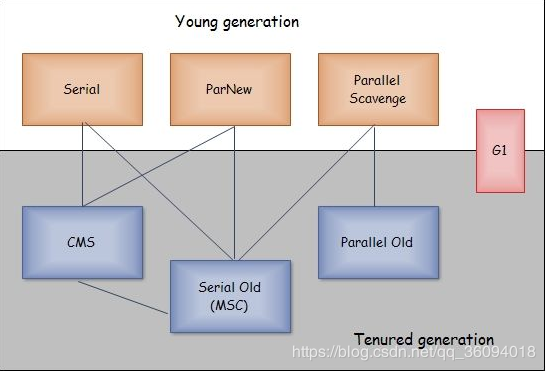 Young generation
Serial
ParNew
Parallel
Scavenge
G1
CMS
Serial Old
(MSC)
Parallel Old
Tenured generation
https://blog.csdn.net/qq_36094018